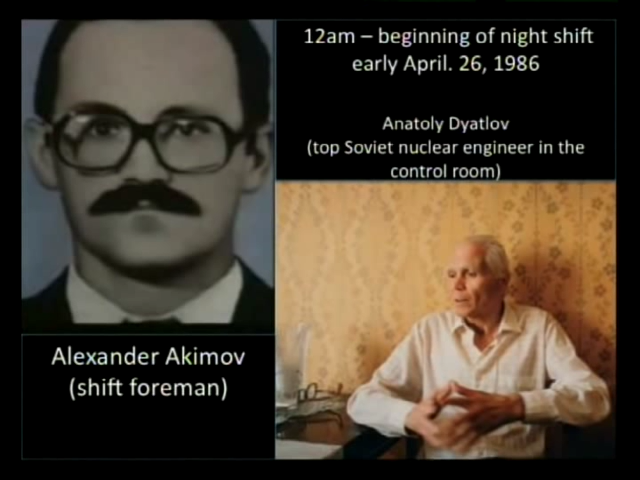 12am – beginning of night shift
early April. 26, 1986
Anatoly Dyatlov
(top Soviet nuclear engineer in the
control room)
Alexander Akimov
(shift foreman)